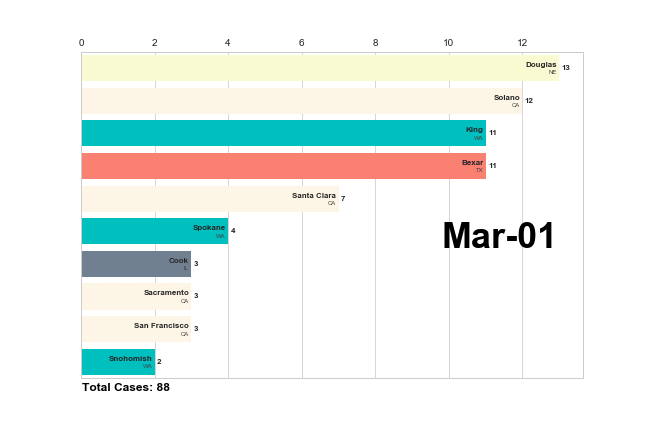 0 2 4 6 8 10 12
Douglas 13
NE
Solano 12
CA
King 11
WA
Bexar 11
TX
Santa Clara 7
CA
Spokane 4
WA
Mar-01
Cook 3
IL
Sacramento 3
CA
San Francisco 3
CA
Snohomish 2
WA
Total Cases: 88